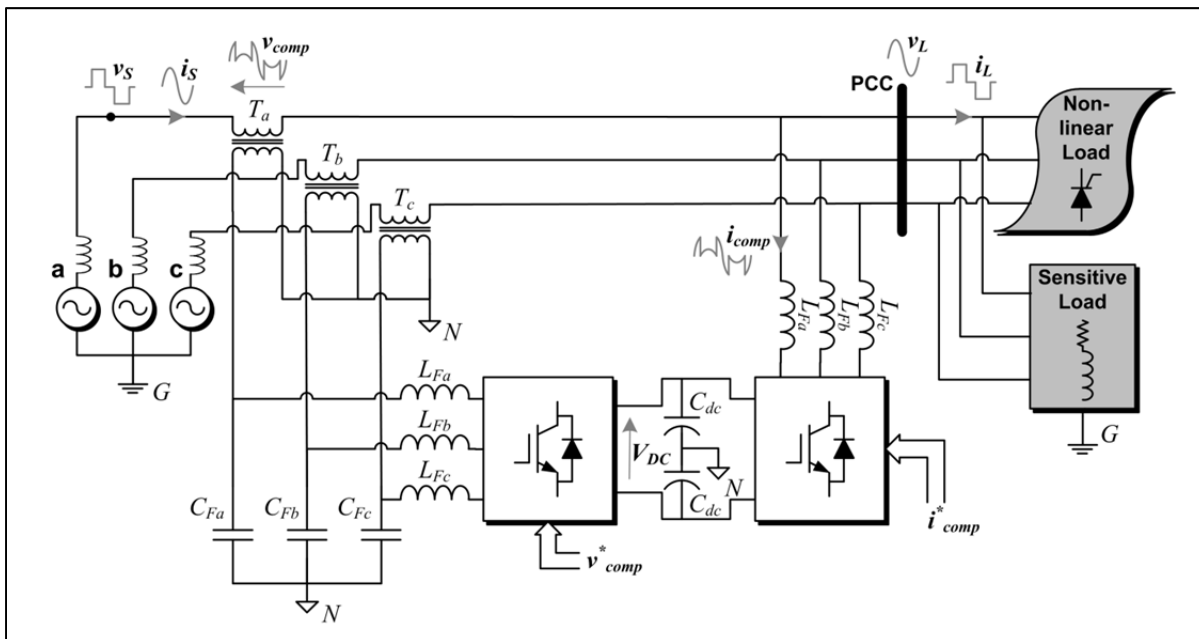 v_S
i_S
v_comp
v_L
i_L
PCC
T_a
T_b
T_c
Non-
linear
Load
a
b
c
i_comp
N
G
L_Fa
L_Fb
L_Fc
Sensitive
Load
G
L_Fa
L_Fb
L_Fc
C_dc
V_DC
N
C_dc
C_Fa
C_Fb
C_Fc
i*_comp
v*_comp
N